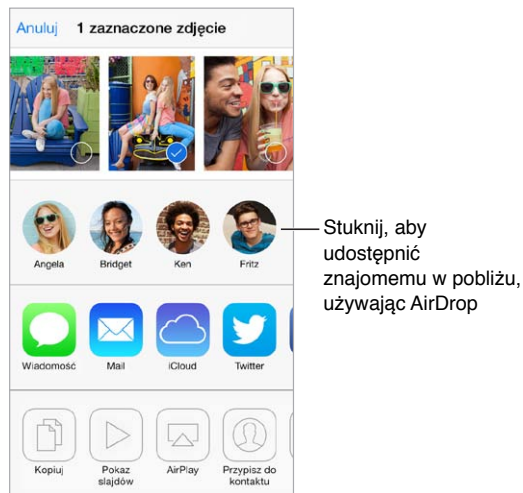 Anuluj 1 zaznaczone zdjęcie
Angela Bridget Ken Fritz
Stuknij, aby
udostępnić
znajomemu w pobliżu,
używając AirDrop
Wiadomość Mail iCloud Twitter
Kopiuj Pokaz slajdów AirPlay Przypisz do kontaktu